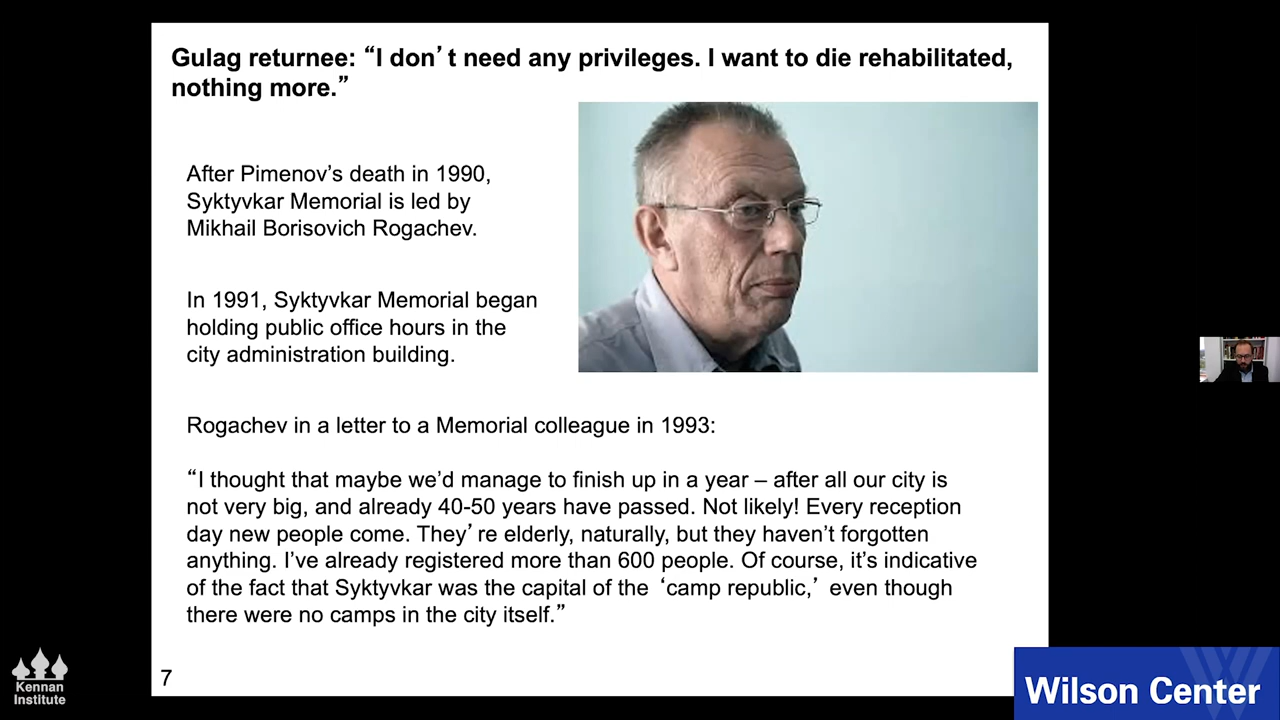 Gulag returnee: “I don’t need any privileges. I want to die rehabilitated,
nothing more.”
After Pimenov’s death in 1990,
Syktyvkar Memorial is led by
Mikhail Borisovich Rogachev.
In 1991, Syktyvkar Memorial began
holding public office hours in the
city administration building.
Rogachev in a letter to a Memorial colleague in 1993:
“I thought that maybe we’d manage to finish up in a year – after all our city is
not very big, and already 40-50 years have passed. Not likely! Every reception
day new people come. They’re elderly, naturally, but they haven’t forgotten
anything. I’ve already registered more than 600 people. Of course, it’s indicative
of the fact that Syktyvkar was the capital of the ‘camp republic,’ even though
there were no camps in the city itself.”
7
Kennan
Institute
Wilson Center